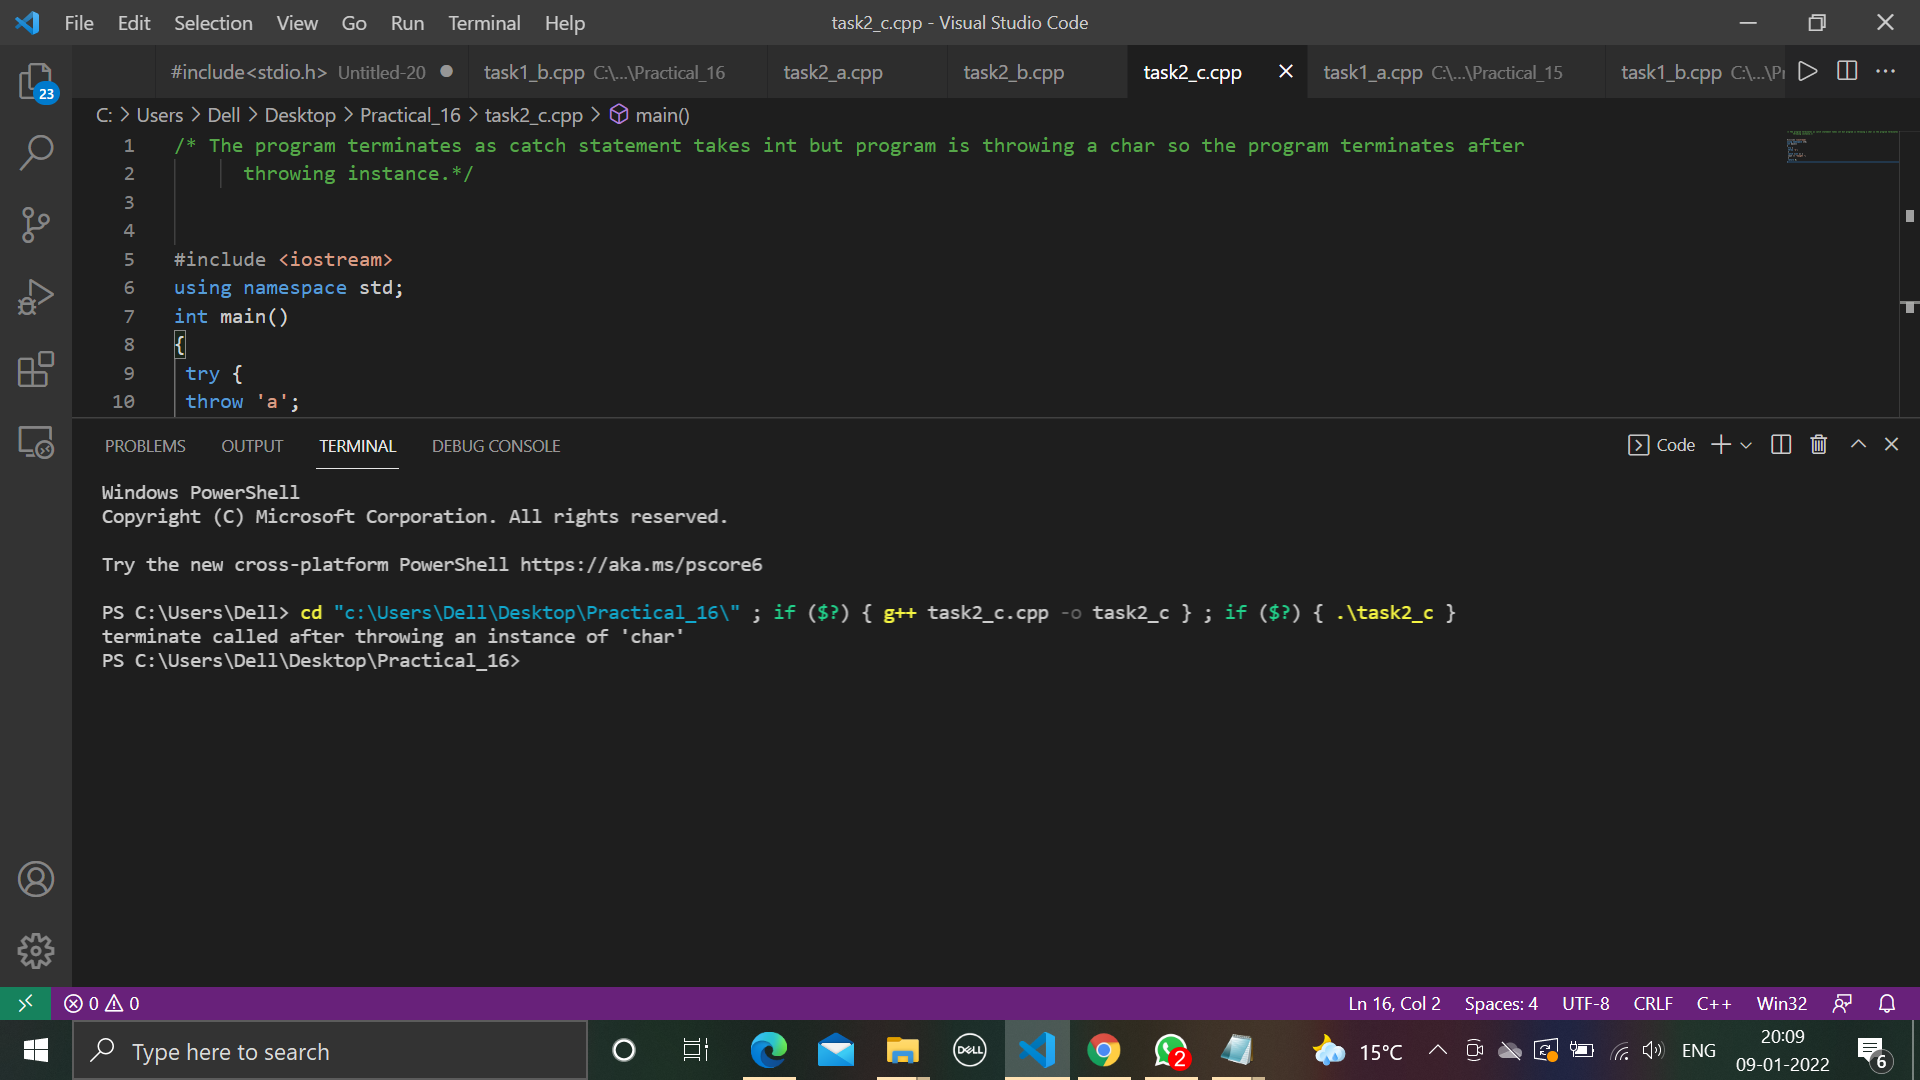 File Edit Selection View Go Run Terminal Help task2_c.cpp - Visual Studio Code
#include<stdio.h> Untitled-20 task1_b.cpp C:\...\Practical_16 task2_a.cpp task2_b.cpp task2_c.cpp task1_a.cpp C:\...\Practical_15 task1_b.cpp C:\...\Pr
23
C: > Users > Dell > Desktop > Practical_16 > task2_c.cpp > main()
1 /* The program terminates as catch statement takes int but program is throwing a char so the program terminates after
2 throwing instance.*/
3
4
5 #include <iostream>
6 using namespace std;
7 int main()
8 {
9 try {
10 throw 'a';
PROBLEMS OUTPUT TERMINAL DEBUG CONSOLE Code
Windows PowerShell
Copyright (C) Microsoft Corporation. All rights reserved.
Try the new cross-platform PowerShell https://aka.ms/pscore6
PS C:\Users\Dell> cd "c:\Users\Dell\Desktop\Practical_16\" ; if ($?) { g++ task2_c.cpp -o task2_c } ; if ($?) { .\task2_c }
terminate called after throwing an instance of 'char'
PS C:\Users\Dell\Desktop\Practical_16>
0 0 Ln 16, Col 2 Spaces: 4 UTF-8 CRLF C++ Win32
Type here to search DELL 2 15°C ENG 20:09 6
09-01-2022